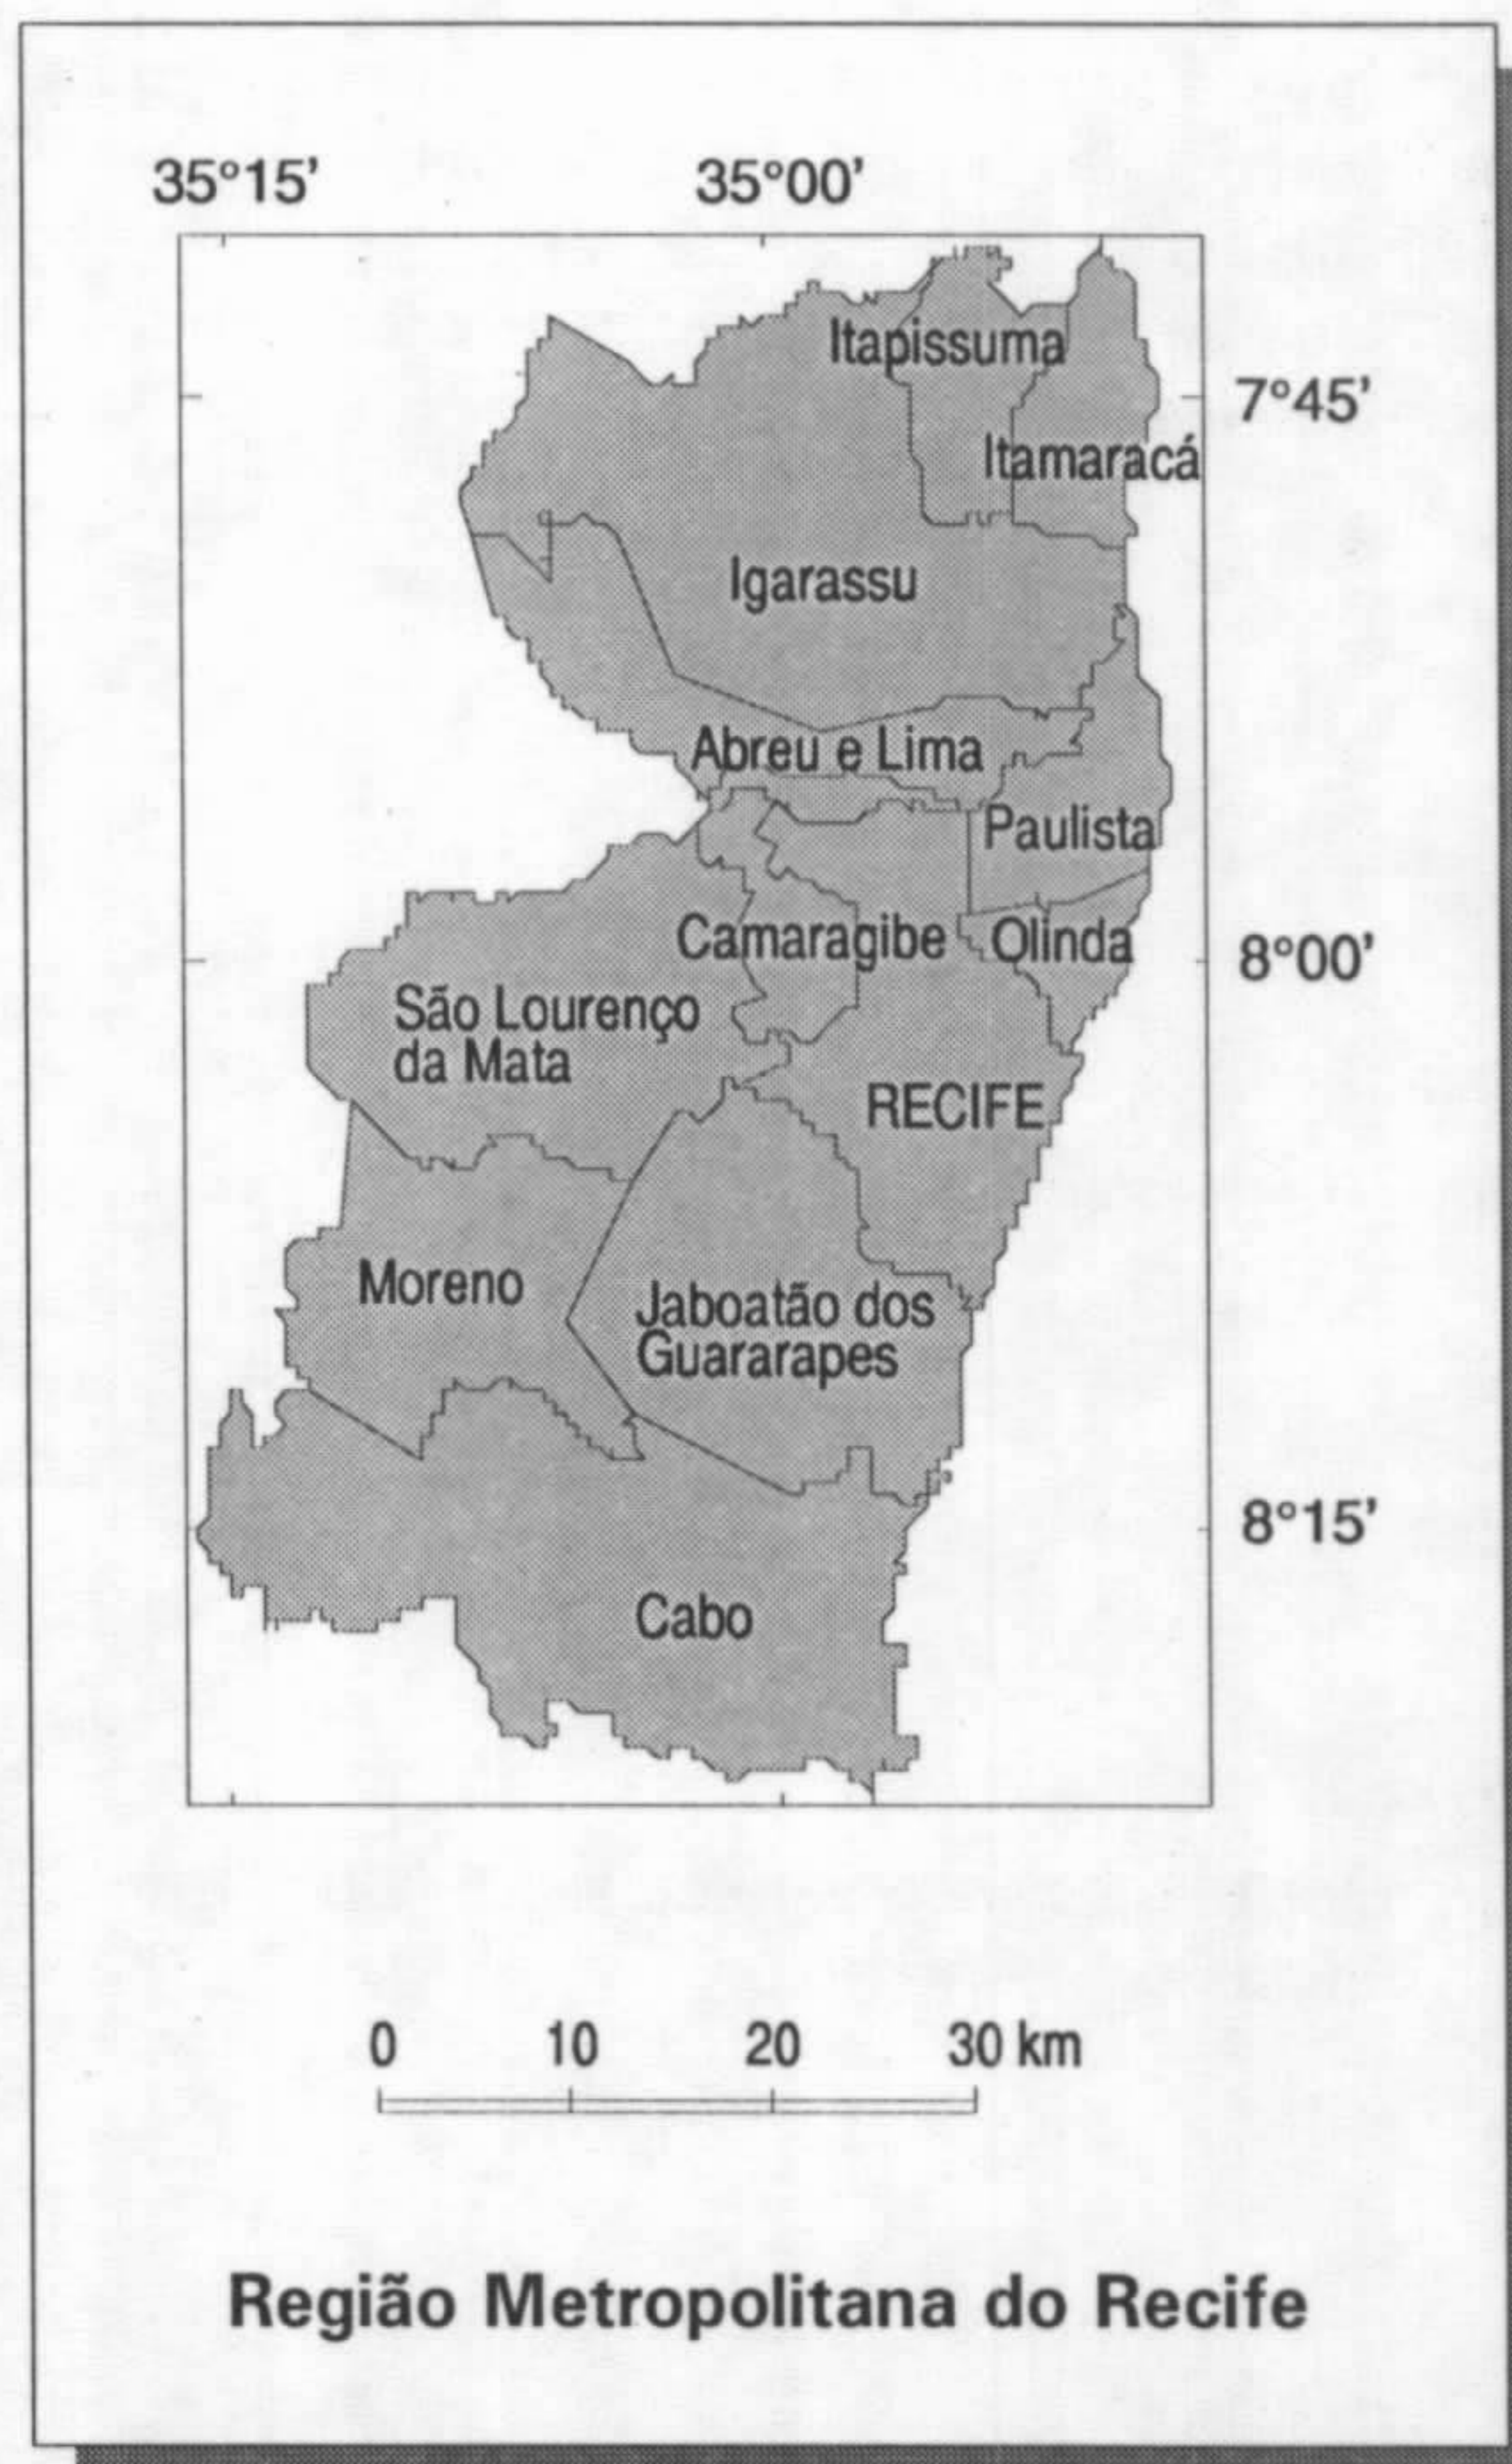 35°15’ 35°00’
Itapissuma
7°45’
Itamaracá
Igarassu
Abreu e Lima
Paulista
Camaragibe
Olinda
8°00’
São Lourenço
da Mata
RECIFE
Moreno
Jaboatão dos
Guararapes
8°15’
Cabo
0 10 20 30 km
Região Metropolitana do Recife